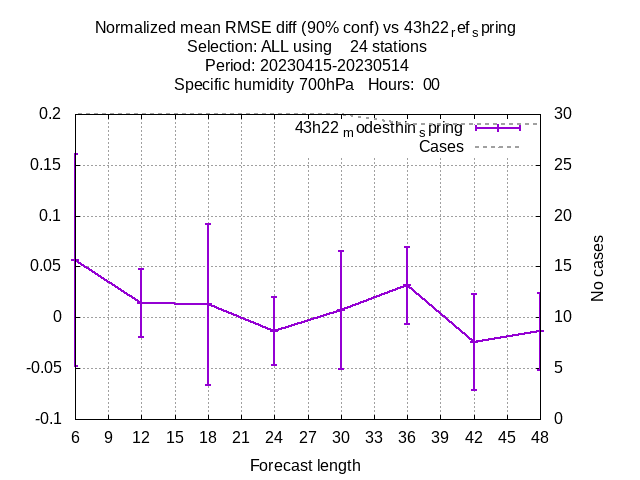 Normalized mean RMSE diff (90% conf) vs 43h22_ref_spring
Selection: ALL using    24 stations
Period: 20230415-20230514
Specific humidity 700hPa   Hours:  00
43h22_modesthin_spring
Cases
0.2
0.15
0.1
0.05
0
-0.05
-0.1
30
25
20
15
10
5
0
No cases
6 9 12 15 18 21 24 27 30 33 36 39 42 45 48
Forecast length